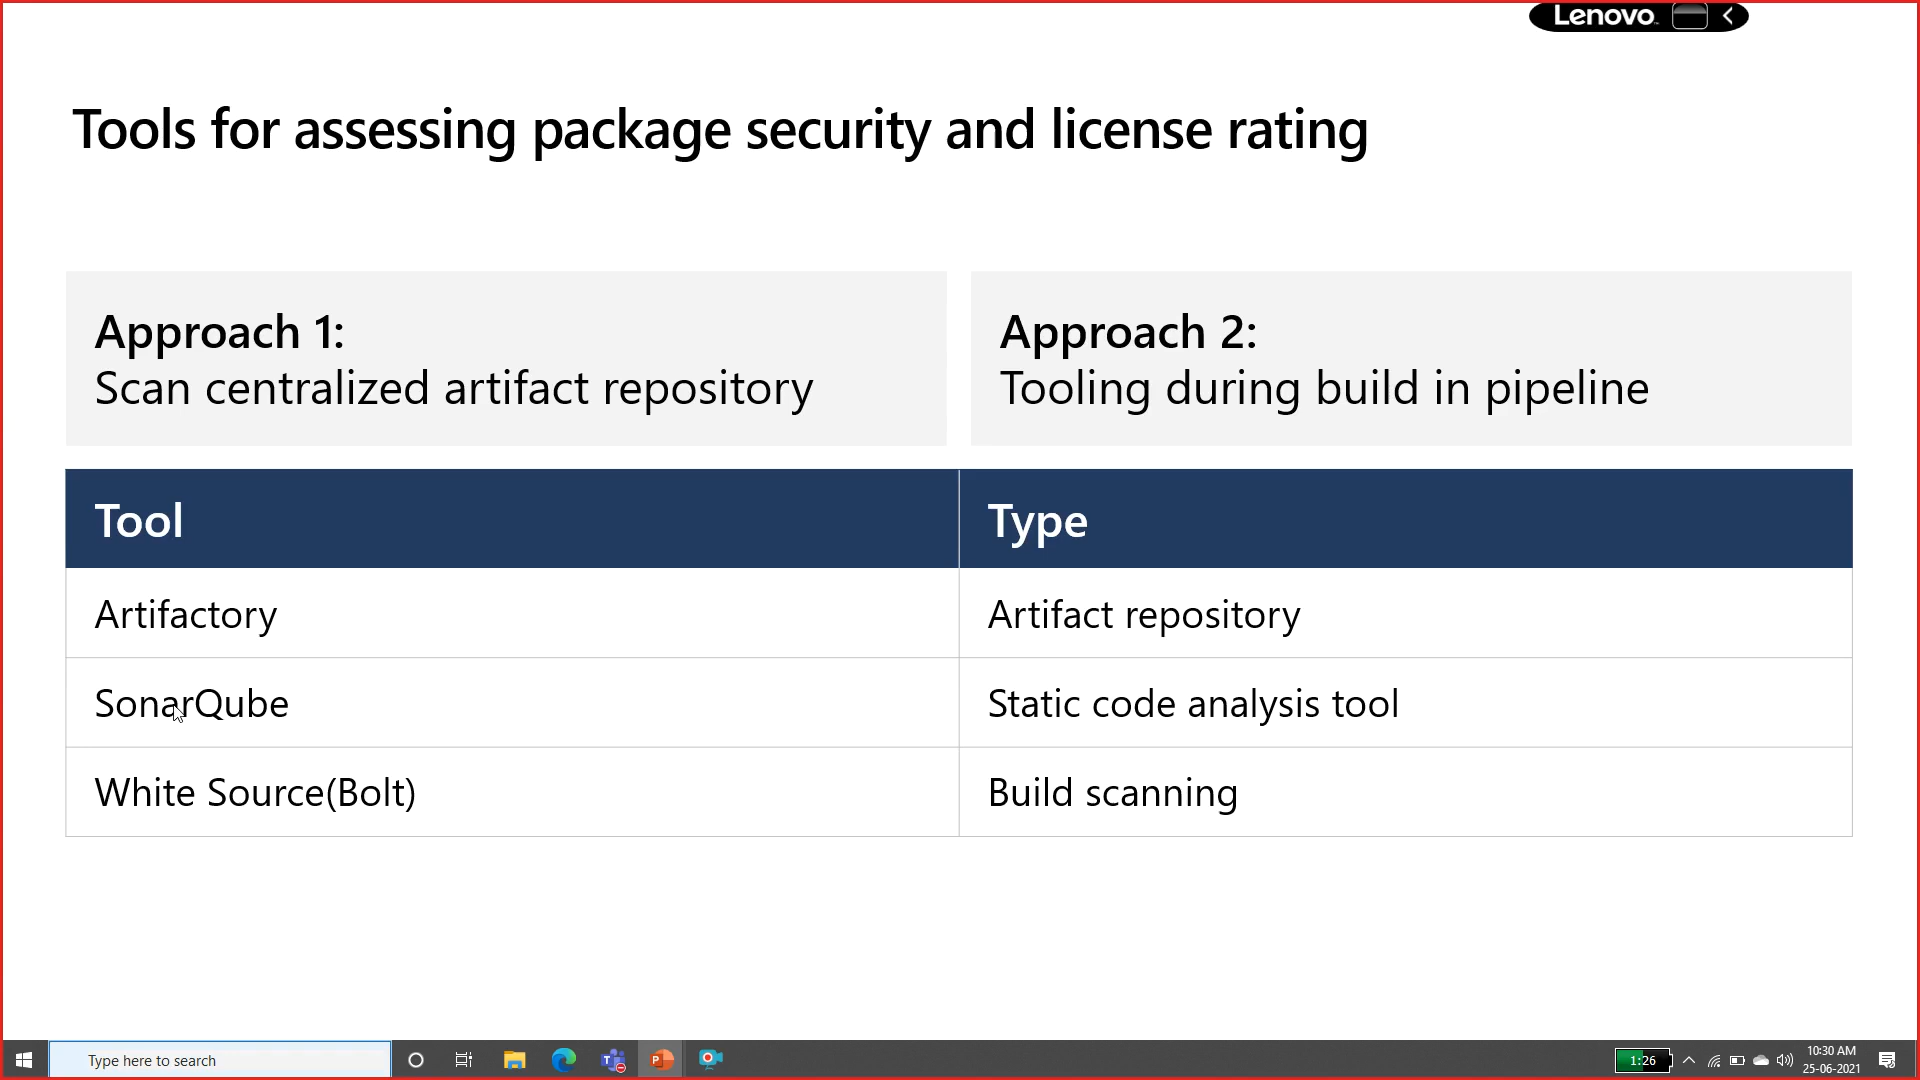 Lenovo
Tools for assessing package security and license rating
Approach 1:
Scan centralized artifact repository
Approach 2:
Tooling during build in pipeline
Tool
Type
Artifactory
Artifact repository
SonarQube
Static code analysis tool
White Source(Bolt)
Build scanning
Type here to search
1:26
10:30 AM
25-06-2021